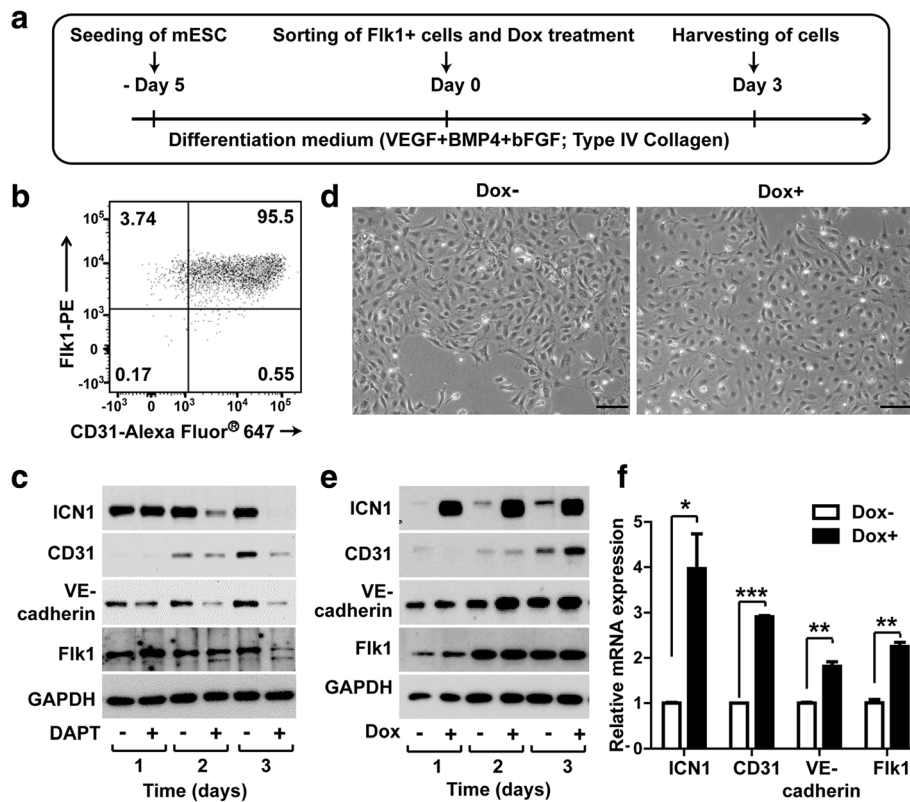 a
Seeding of mESC Sorting of Flk1+ cells and Dox treatment Harvesting of cells
- Day 5 Day 0 Day 3
Differentiation medium (VEGF+BMP4+bFGF; Type IV Collagen)
b
3.74 95.5
0.17 0.55
10⁵
10⁴
10³
0
-10³
Flk1-PE
-10³ 0 10³ 10⁴ 10⁵
CD31-Alexa Fluor® 647
d
Dox- Dox+
c
ICN1
CD31
VE-
cadherin
Flk1
GAPDH
DAPT - + - + - +
1 2 3
Time (days)
e
ICN1
CD31
VE-
cadherin
Flk1
GAPDH
Dox - + - + - +
1 2 3
Time (days)
f
Dox-
Dox+
Relative mRNA expression
5
4
3
2
1
0
* *** ** **
ICN1 CD31 VE- Flk1
cadherin